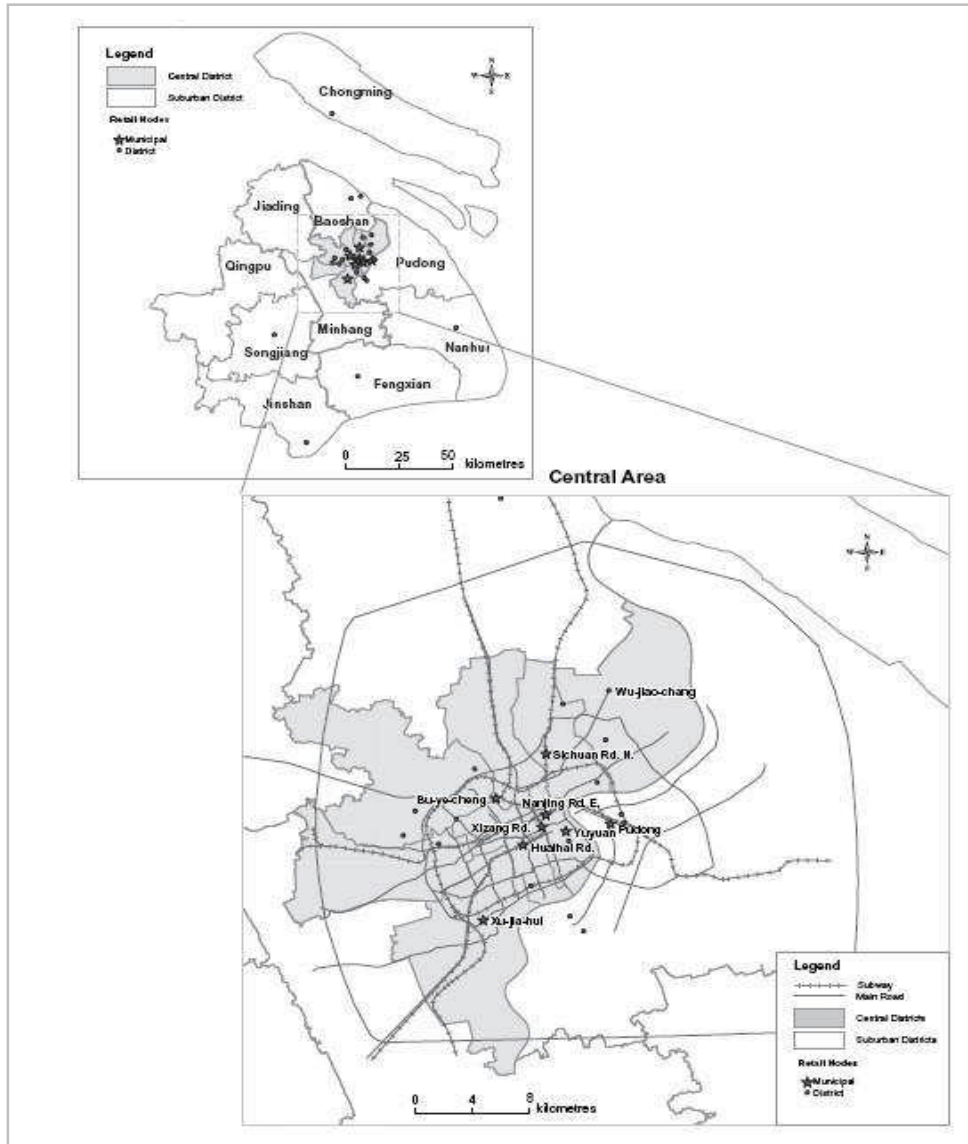 Legend
Central District
Suburban District
Retail Nodes
Municipal
District
N
W E
S
Chongming
Jiading
Baoshan
Qingpu
Pudong
Minhang
Songjiang
Nanhui
Fengxian
Jinshan
0 25 50
kilometres
Central Area
N
W E
S
Wu-jiao-chang
Sichuan Rd. N.
Bu-ye-cheng
Nanjing Rd. E.
Xizang Rd.
Yuyuan
Pudong
Huaihai Rd.
Xu-jia-hui
Legend
Subway
Main Road
Central Districts
Suburban Districts
Retail Nodes
Municipal
District
0 4 8
kilometres